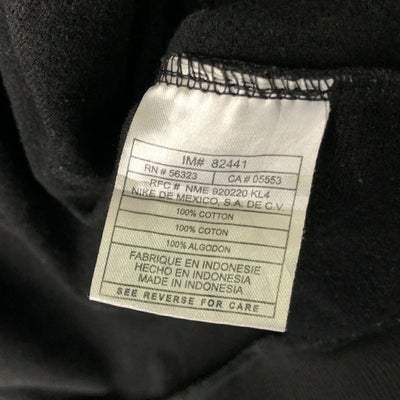 IM# 82441
RN # 56323 CA # 05553
RFC # NME 920220 KL4
NIKE DE MEXICO, S.A. DE C.V.
100% COTTON
100% COTON
100% ALGODON
FABRIQUE EN INDONESIE
HECHO EN INDONESIA
MADE IN INDONESIA
SEE REVERSE FOR CARE